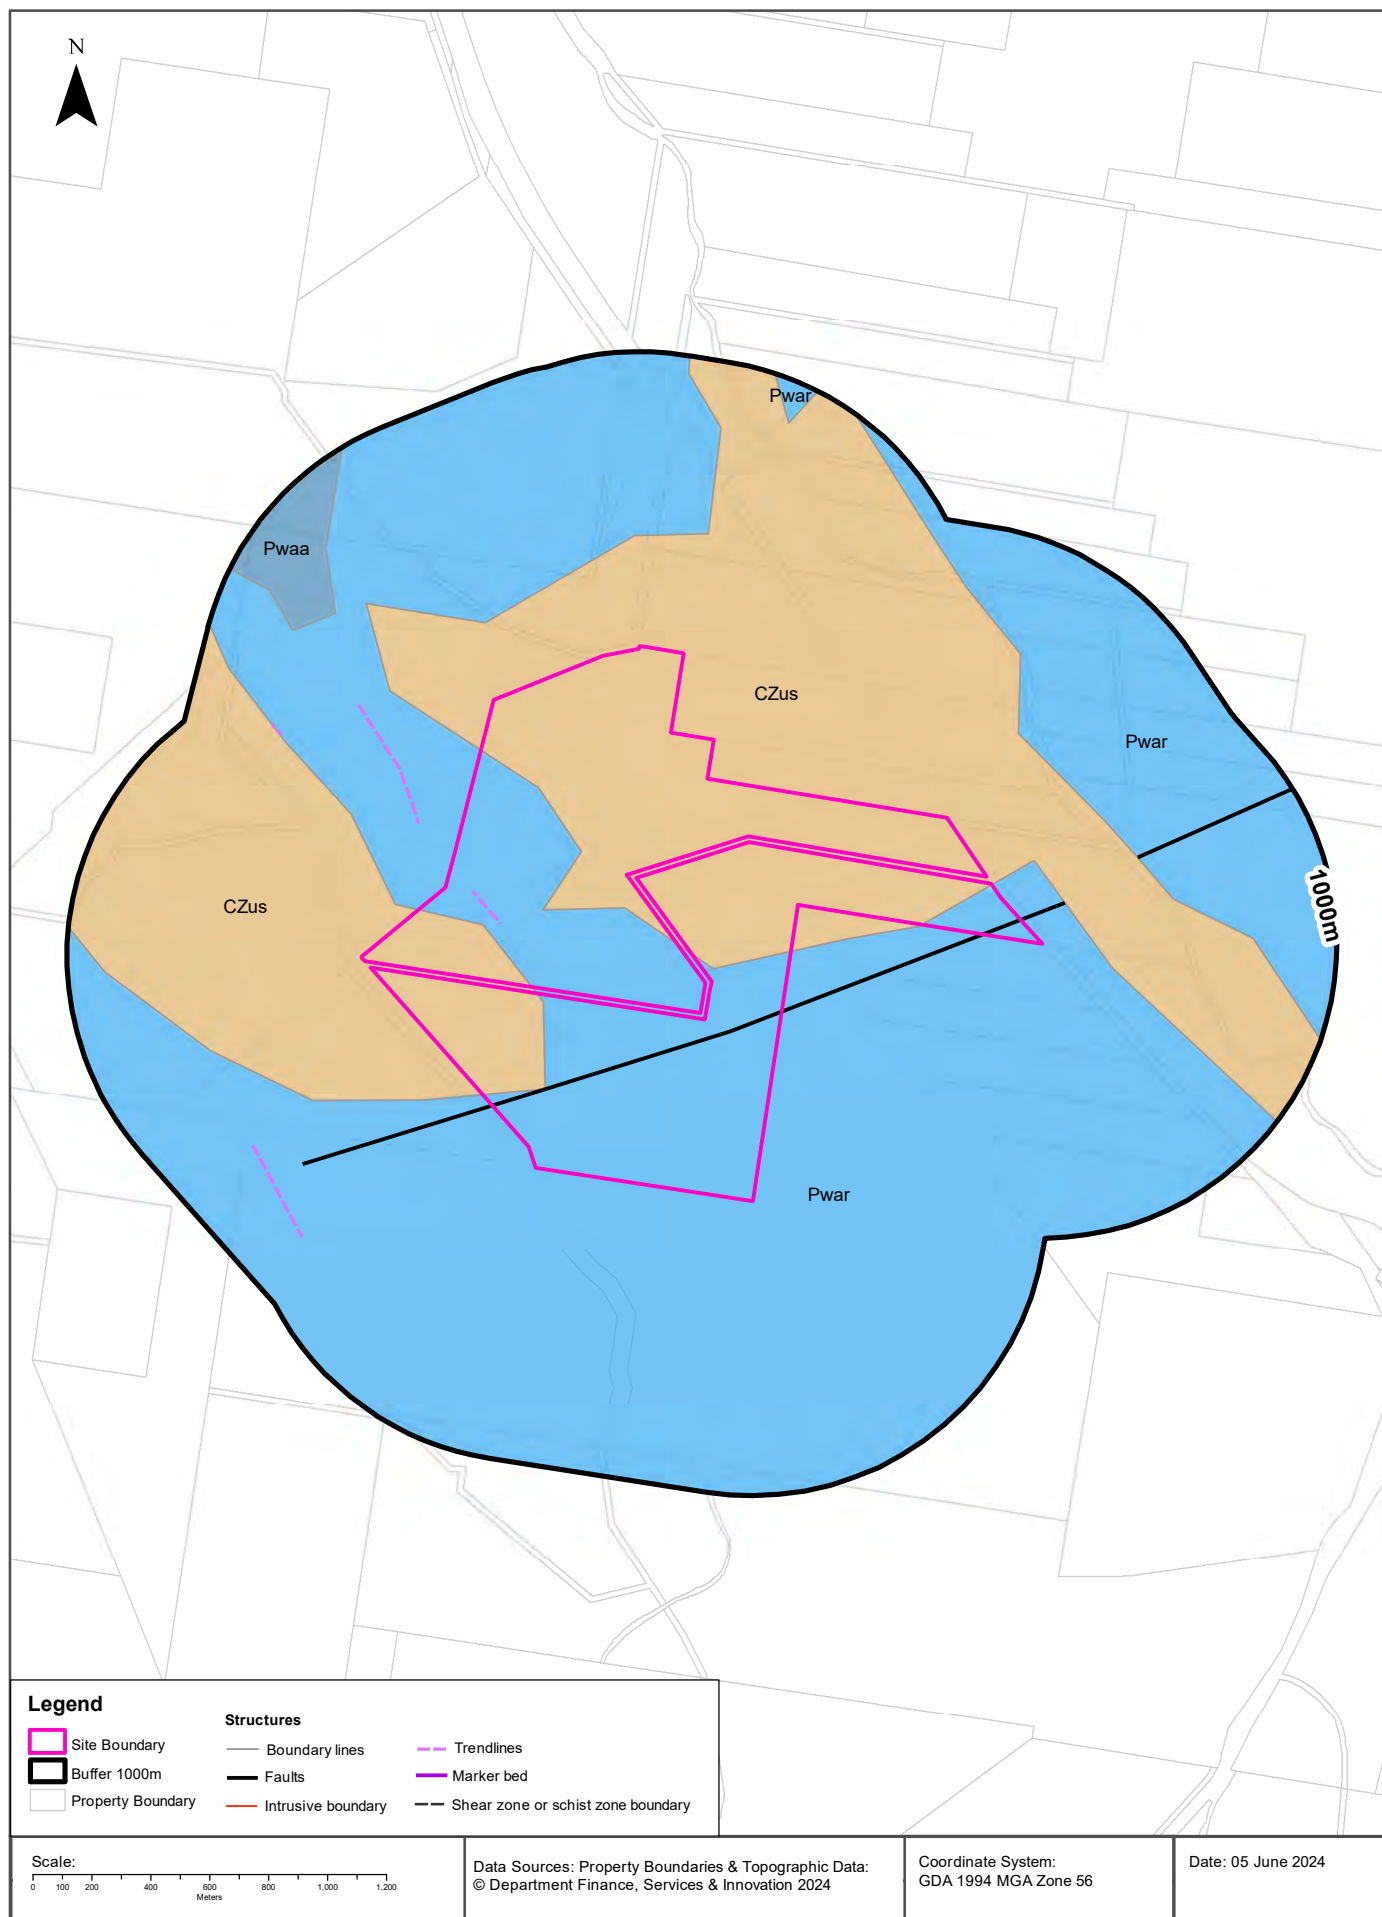 N
Pwar
Pwaa
CZus
Pwar
1000m
CZus
Pwar
Legend
Site Boundary
Buffer 1000m
Property Boundary
Structures
Boundary lines
Faults
Intrusive boundary
Trendlines
Marker bed
Shear zone or schist zone boundary
Scale:
0 100 200 400 600 800 1,000 1,200
Meters
Data Sources: Property Boundaries & Topographic Data:
© Department Finance, Services & Innovation 2024
Coordinate System:
GDA 1994 MGA Zone 56
Date: 05 June 2024